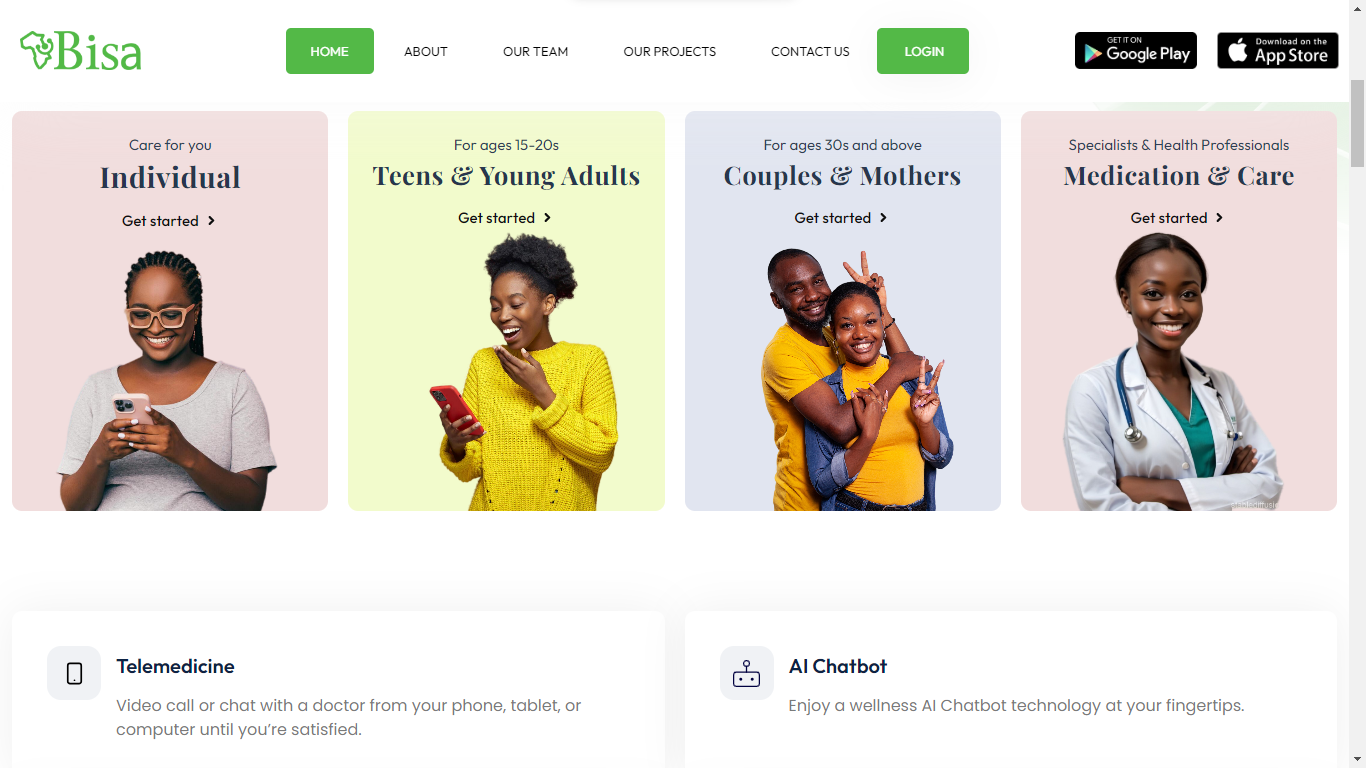 Bisa
HOME
ABOUT
OUR TEAM
OUR PROJECTS
CONTACT US
LOGIN
GET IT ON
Google Play
Download on the
App Store
Care for you
Individual
Get started
For ages 15-20s
Teens & Young Adults
Get started
For ages 30s and above
Couples & Mothers
Get started
Specialists & Health Professionals
Medication & Care
Get started
Telemedicine
Video call or chat with a doctor from your phone, tablet, or
computer until you’re satisfied.
AI Chatbot
Enjoy a wellness AI Chatbot technology at your fingertips.